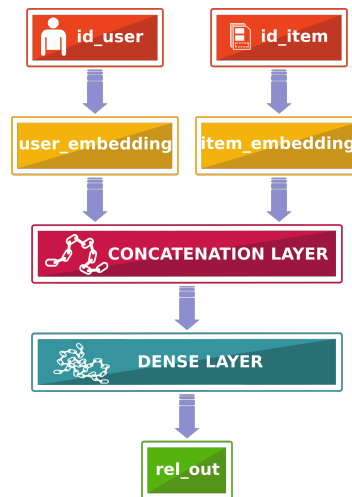 id_user
id_item
user_embedding
item_embedding
CONCATENATION LAYER
DENSE LAYER
rel_out